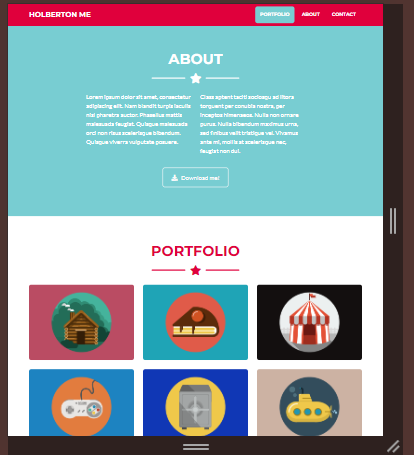 HOLBERTON ME
PORTFOLIO ABOUT CONTACT
ABOUT
Lorem ipsum dolor sit amet, consectetur
adipiscing elit. Nam blandit turpis iaculis
nisl pharetra auctor. Phasellus mattis
malesuada feugiat. Quisque malesuada
orci non risus scelerisque bibendum.
Quisque viverra vulputate posuere.
Class aptent taciti sociosqu ad litora
torquent per conubia nostra, per
inceptos himenaeos. Nulla non ornare
purus. Nulla bibendum maximus urna,
sed finibus velit tristique vel. Vivamus
ante mi, mollis at scelerisque nec,
feugiat non dui.
Download me!
PORTFOLIO